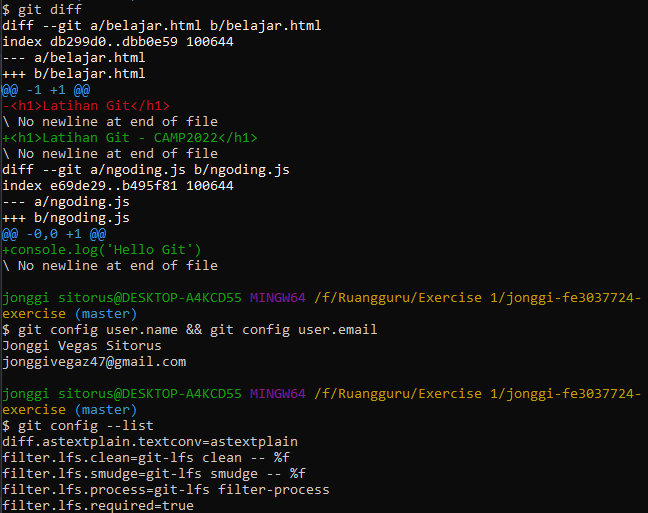 $ git diff
diff --git a/belajar.html b/belajar.html
index db299d0..dbb0e59 100644
--- a/belajar.html
+++ b/belajar.html
@@ -1 +1 @@
-<h1>Latihan Git</h1>
\ No newline at end of file
+<h1>Latihan Git - CAMP2022</h1>
\ No newline at end of file
diff --git a/ngoding.js b/ngoding.js
index e69de29..b495f81 100644
--- a/ngoding.js
+++ b/ngoding.js
@@ -0,0 +1 @@
+console.log('Hello Git')
\ No newline at end of file
jonggi sitorus@DESKTOP-A4KCD55 MINGW64 /f/Ruangguru/Exercise 1/jonggi-fe3037724-
exercise (master)
$ git config user.name && git config user.email
Jonggi Vegas Sitorus
jonggivegaz47@gmail.com
jonggi sitorus@DESKTOP-A4KCD55 MINGW64 /f/Ruangguru/Exercise 1/jonggi-fe3037724-
exercise (master)
$ git config --list
diff.astextplain.textconv=astextplain
filter.lfs.clean=git-lfs clean -- %f
filter.lfs.smudge=git-lfs smudge -- %f
filter.lfs.process=git-lfs filter-process
filter.lfs.required=true